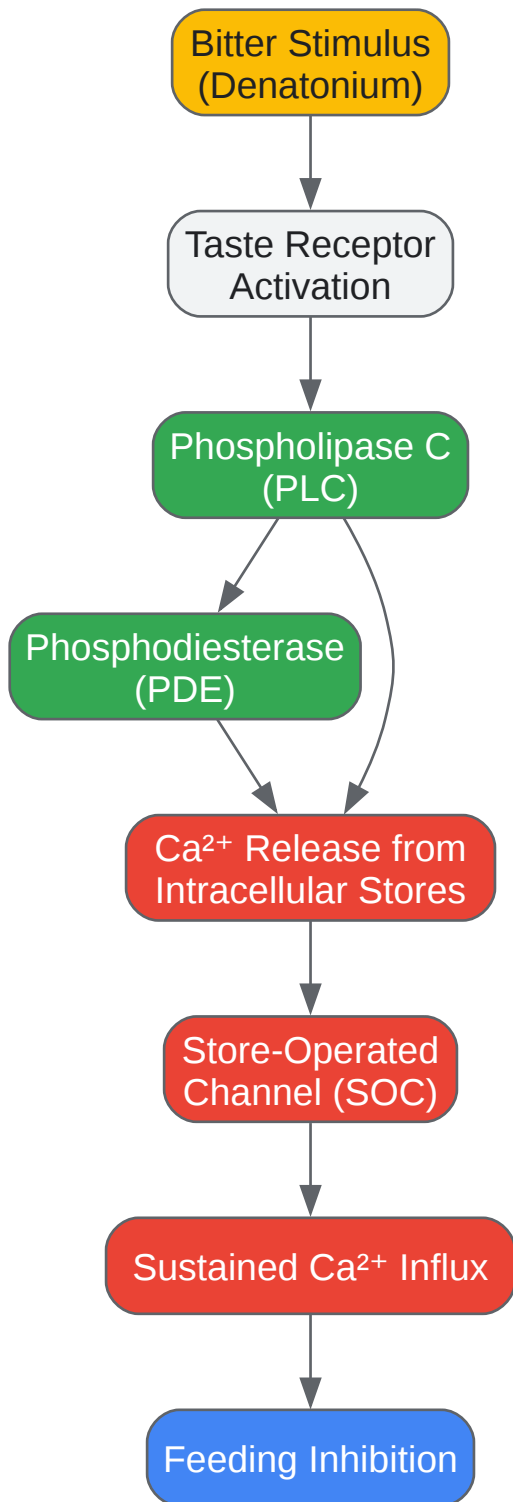 Bitter Stimulus
(Denatonium)
Taste Receptor
Activation
Phospholipase C
(PLC)
Phosphodiesterase
(PDE)
Ca²⁺ Release from
Intracellular Stores
Store-Operated
Channel (SOC)
Sustained Ca²⁺ Influx
Feeding Inhibition